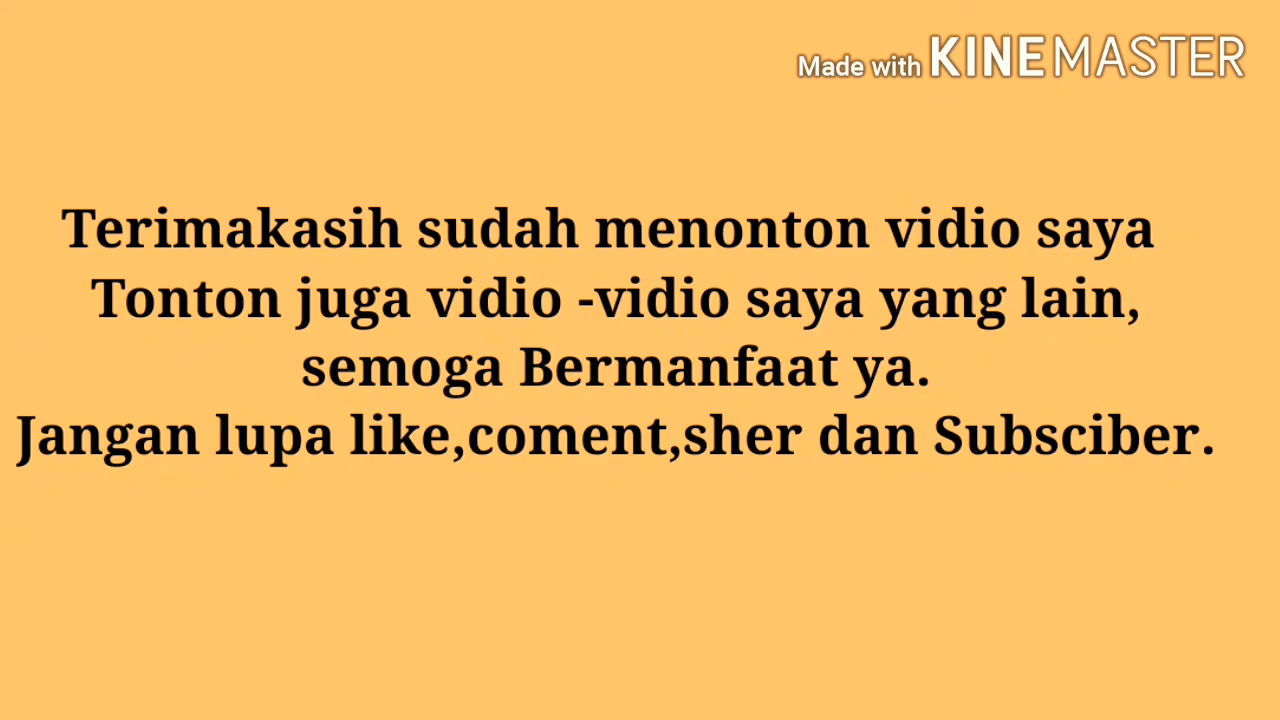 Made with KINEMASTER
Terimakasih sudah menonton vidio saya
Tonton juga vidio -vidio saya yang lain,
semoga Bermanfaat ya.
Jangan lupa like,coment,sher dan Subsciber.